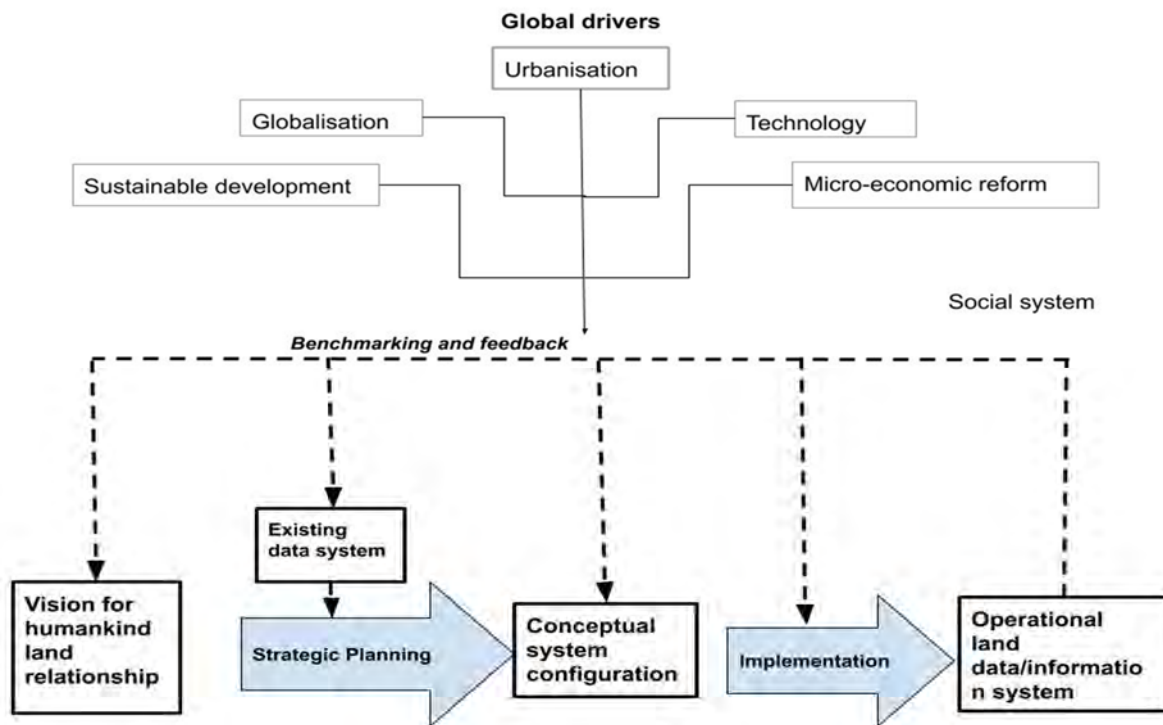 Global drivers
Urbanisation
Globalisation
Technology
Sustainable development
Micro-economic reform
Social system
Benchmarking and feedback
Existing
data system
Vision for
humankind
land
relationship
Strategic Planning
Conceptual
system
configuration
Implementation
Operational
land
data/informatio
n system